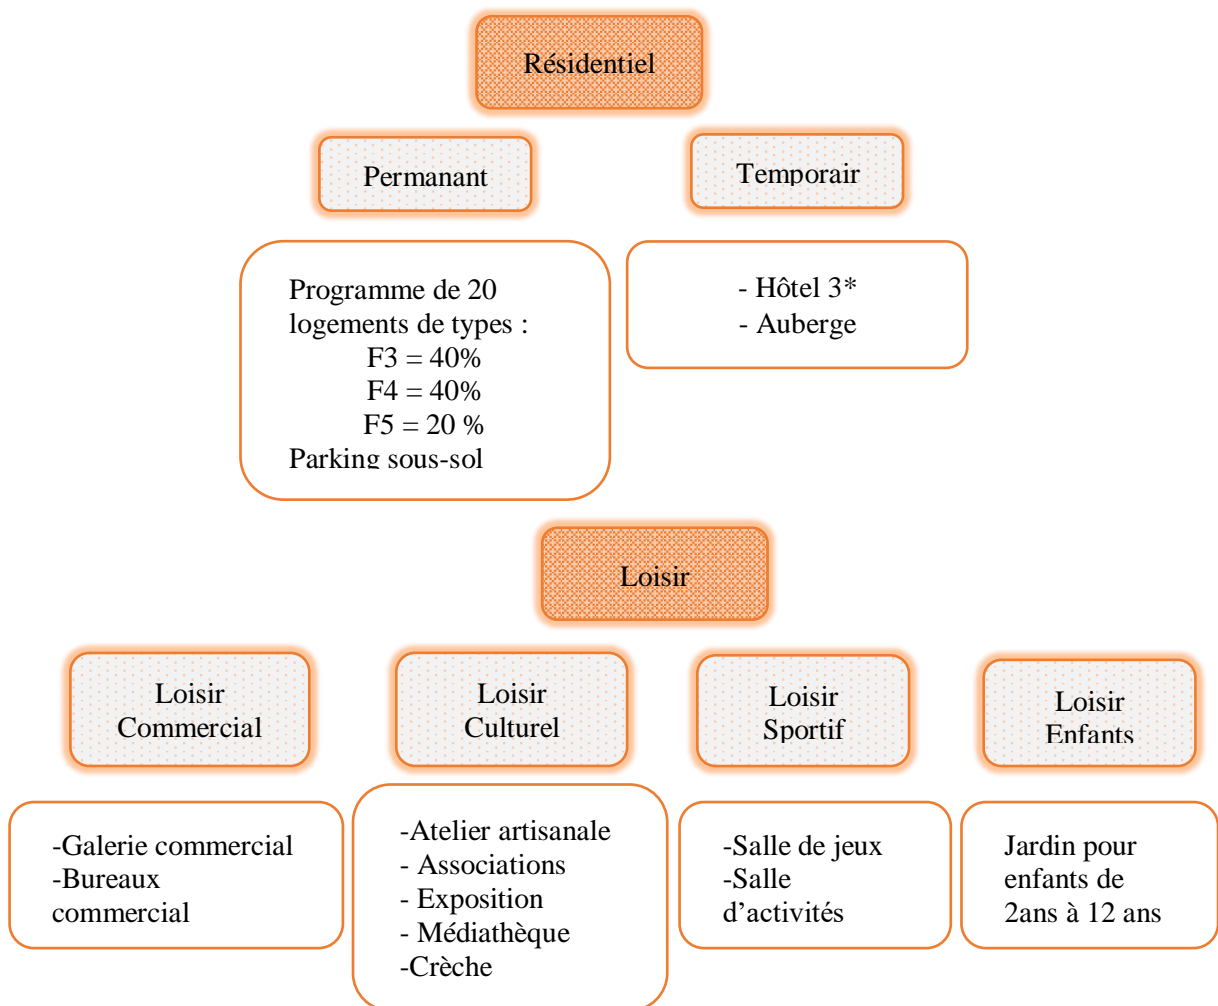 Résidentiel
Permanant
Temporair
Programme de 20
logements de types :
F3 = 40%
F4 = 40%
F5 = 20 %
Parking sous-sol
- Hôtel 3*
- Auberge
Loisir
Loisir
Commercial
Loisir
Culturel
Loisir
Sportif
Loisir
Enfants
-Galerie commercial
-Bureaux
commercial
-Atelier artisanale
- Associations
- Exposition
- Médiathèque
-Crèche
-Salle de jeux
-Salle
d’activités
Jardin pour
enfants de
2ans à 12 ans